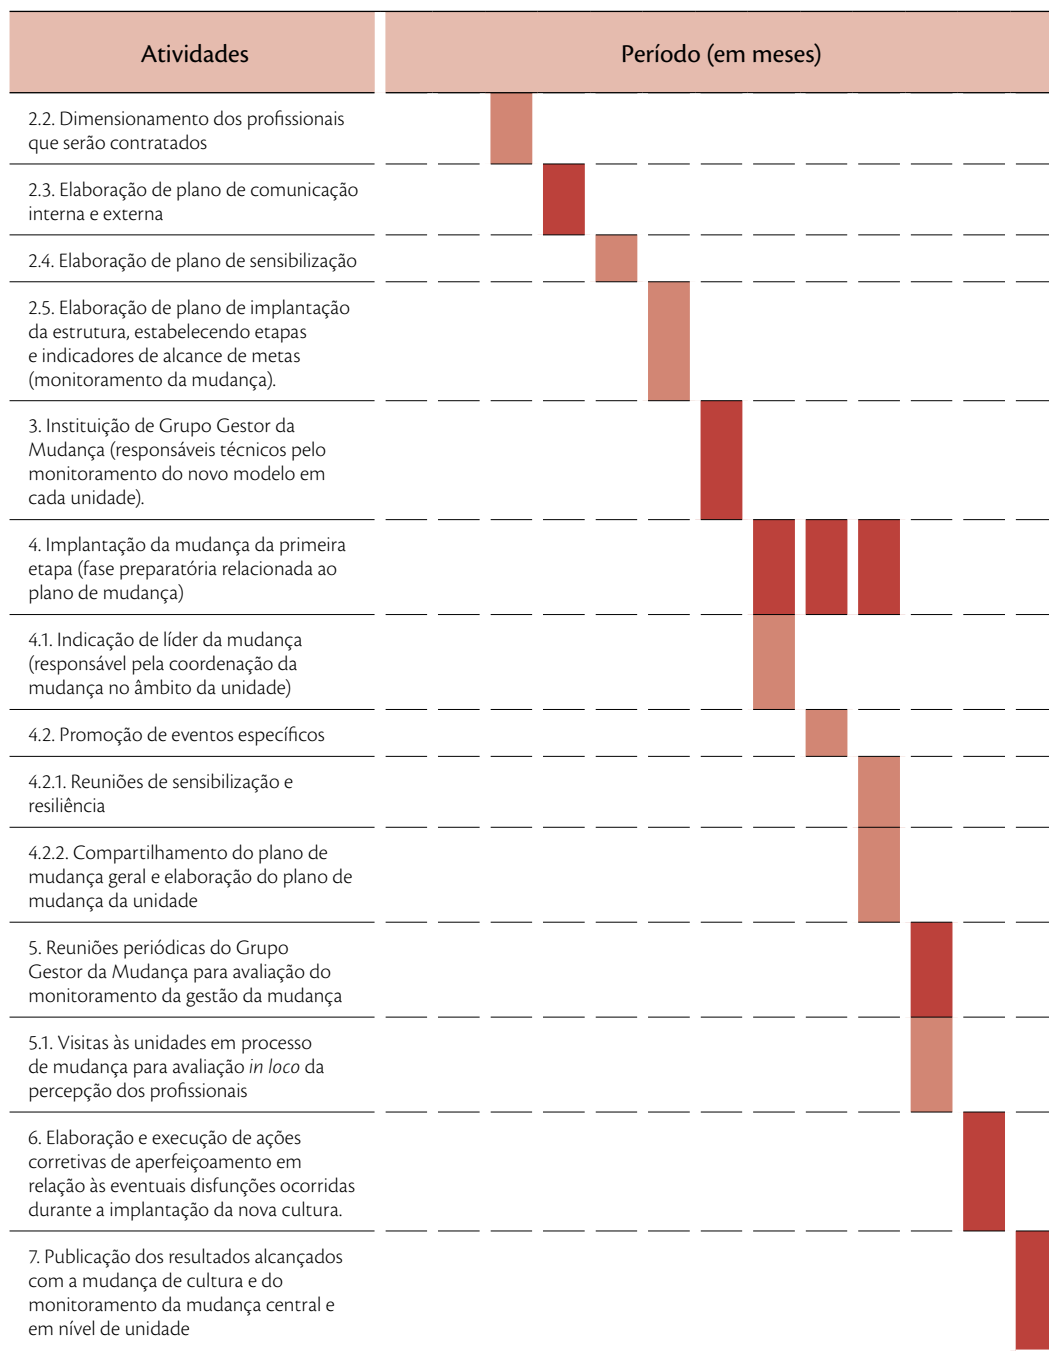 Atividades
Período (em meses)
2.2. Dimensionamento dos profissionais
que serão contratados
2.3. Elaboração de plano de comunicação
interna e externa
2.4. Elaboração de plano de sensibilização
2.5. Elaboração de plano de implantação
da estrutura, estabelecendo etapas
e indicadores de alcance de metas
(monitoramento da mudança).
3. Instituição de Grupo Gestor da
Mudança (responsáveis técnicos pelo
monitoramento do novo modelo em
cada unidade).
4. Implantação da mudança da primeira
etapa (fase preparatória relacionada ao
plano de mudança)
4.1. Indicação de líder da mudança
(responsável pela coordenação da
mudança no âmbito da unidade)
4.2. Promoção de eventos específicos
4.2.1. Reuniões de sensibilização e
resiliência
4.2.2. Compartilhamento do plano de
mudança geral e elaboração do plano de
mudança da unidade
5. Reuniões periódicas do Grupo
Gestor da Mudança para avaliação do
monitoramento da gestão da mudança
5.1. Visitas às unidades em processo
de mudança para avaliação in loco da
percepção dos profissionais
6. Elaboração e execução de ações
corretivas de aperfeiçoamento em
relação às eventuais disfunções ocorridas
durante a implantação da nova cultura.
7. Publicação dos resultados alcançados
com a mudança de cultura e do
monitoramento da mudança central e
em nível de unidade